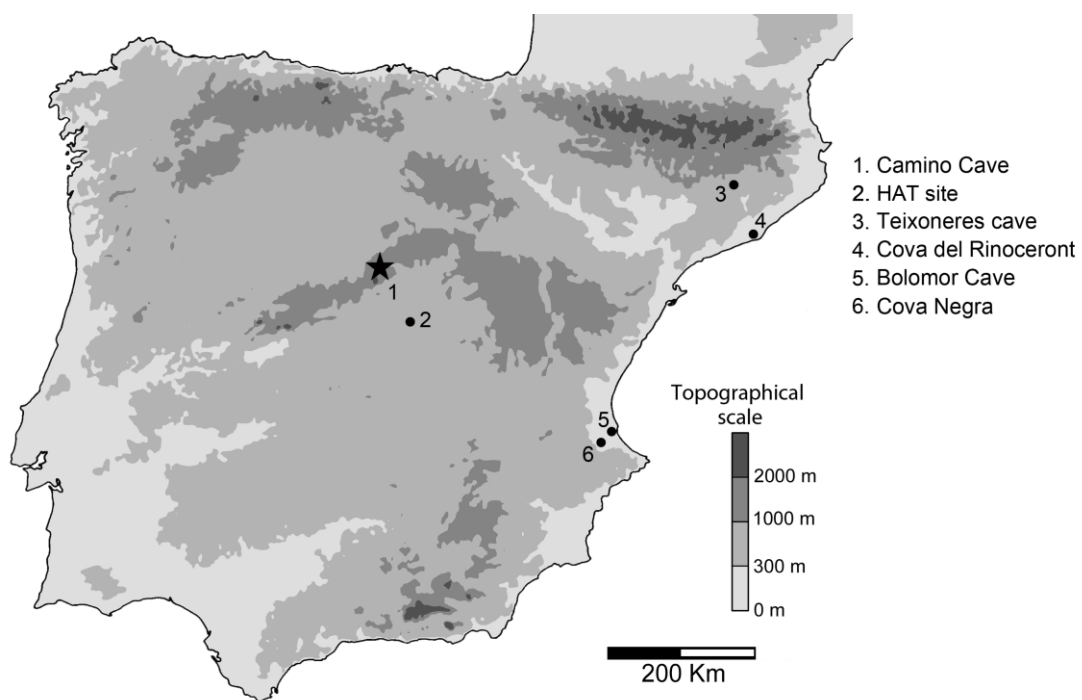 1. Camino Cave
2. HAT site
3. Teixoneres cave
4. Cova del Rinoceront
5. Bolomor Cave
6. Cova Negra
3
4
1
2
5
6
Topographical
scale
2000 m
1000 m
300 m
0 m
200 Km